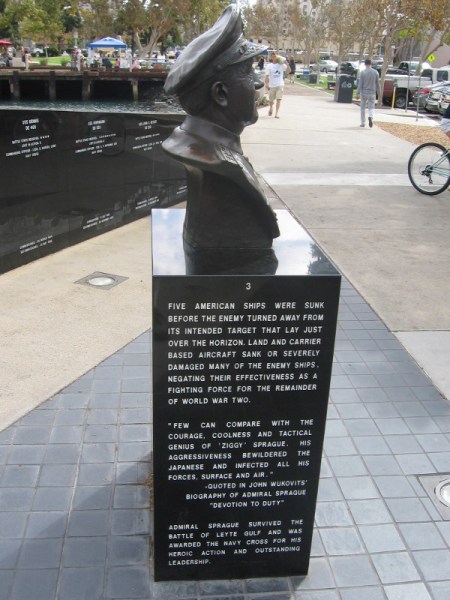 3
FIVE AMERICAN SHIPS WERE SUNK
BEFORE THE ENEMY TURNED AWAY FROM
ITS INTENDED TARGET THAT LAY JUST
OVER THE HORIZON. LAND AND CARRIER
BASED AIRCRAFT SANK OR SEVERELY
DAMAGED MANY OF THE ENEMY SHIPS,
NEGATING THEIR EFFECTIVENESS AS A
FIGHTING FORCE FOR THE REMAINDER
OF WORLD WAR TWO.
"FEW CAN COMPARE WITH THE
COURAGE, COOLNESS AND TACTICAL
GENIUS OF 'ZIGGY' SPRAGUE. HIS
AGGRESSIVENESS BEWILDERED THE
JAPANESE AND INFECTED ALL HIS
FORCES, SURFACE AND AIR."
-QUOTED IN JOHN WUKOVITS'
BIOGRAPHY OF ADMIRAL SPRAGUE
"DEVOTION TO DUTY"
ADMIRAL SPRAGUE SURVIVED THE
BATTLE OF LEYTE GULF AND WAS
AWARDED THE NAVY CROSS FOR HIS
HEROIC ACTION AND OUTSTANDING
LEADERSHIP.